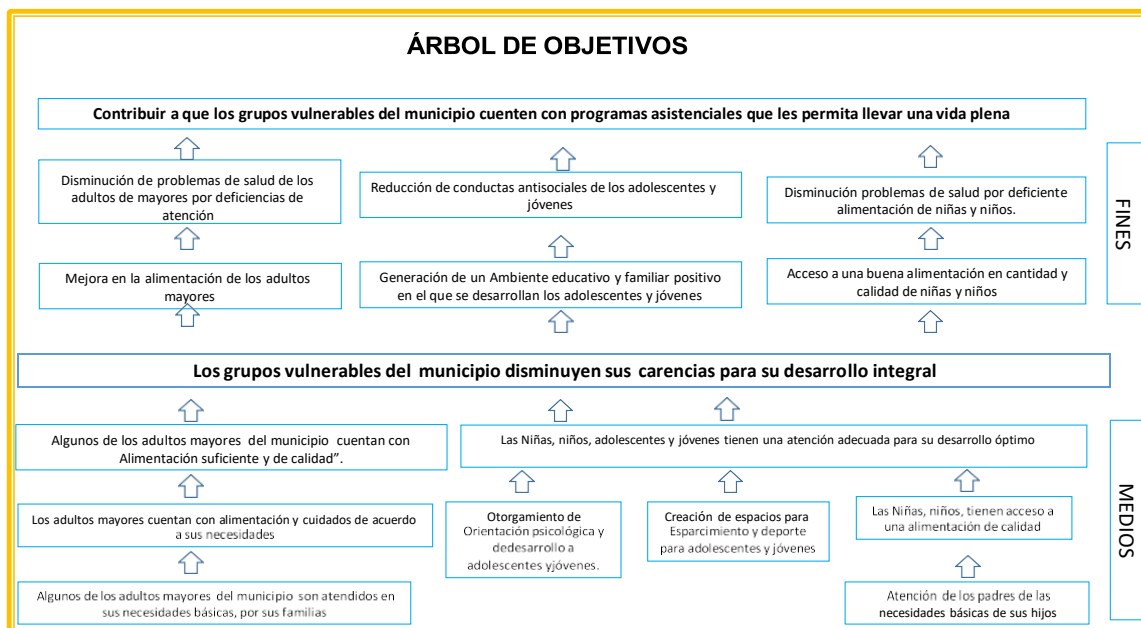 ÁRBOL DE OBJETIVOS
Contribuir a que los grupos vulnerables del municipio cuenten con programas asistenciales que les permita llevar una vida plena
Disminución de problemas de salud de los
adultos de mayores por deficiencias de
atención
Reducción de conductas antisociales de los adolescentes y
jóvenes
Disminución problemas de salud por deficiente
alimentación de niñas y niños.
FINES
Mejora en la alimentación de los adultos
mayores
Generación de un Ambiente educativo y familiar positivo
en el que se desarrollan los adolescentes y jóvenes
Acceso a una buena alimentación en cantidad y
calidad de niñas y niños
Los grupos vulnerables del municipio disminuyen sus carencias para su desarrollo integral
Algunos de los adultos mayores del municipio cuentan con
Alimentación suficiente y de calidad”.
Las Niñas, niños, adolescentes y jóvenes tienen una atención adecuada para su desarrollo óptimo
MEDIOS
Los adultos mayores cuentan con alimentación y cuidados de acuerdo
a sus necesidades
Otorgamiento de
Orientación psicológica y
dedesarrollo a
adolescentes yjóvenes.
Creación de espacios para
Esparcimiento y deporte
para adolescentes y jóvenes
Las Niñas, niños, tienen acceso a
una alimentación de calidad
Algunos de los adultos mayores del municipio son atendidos en
sus necesidades básicas, por sus familias
Atención de los padres de las
necesidades básicas de sus hijos